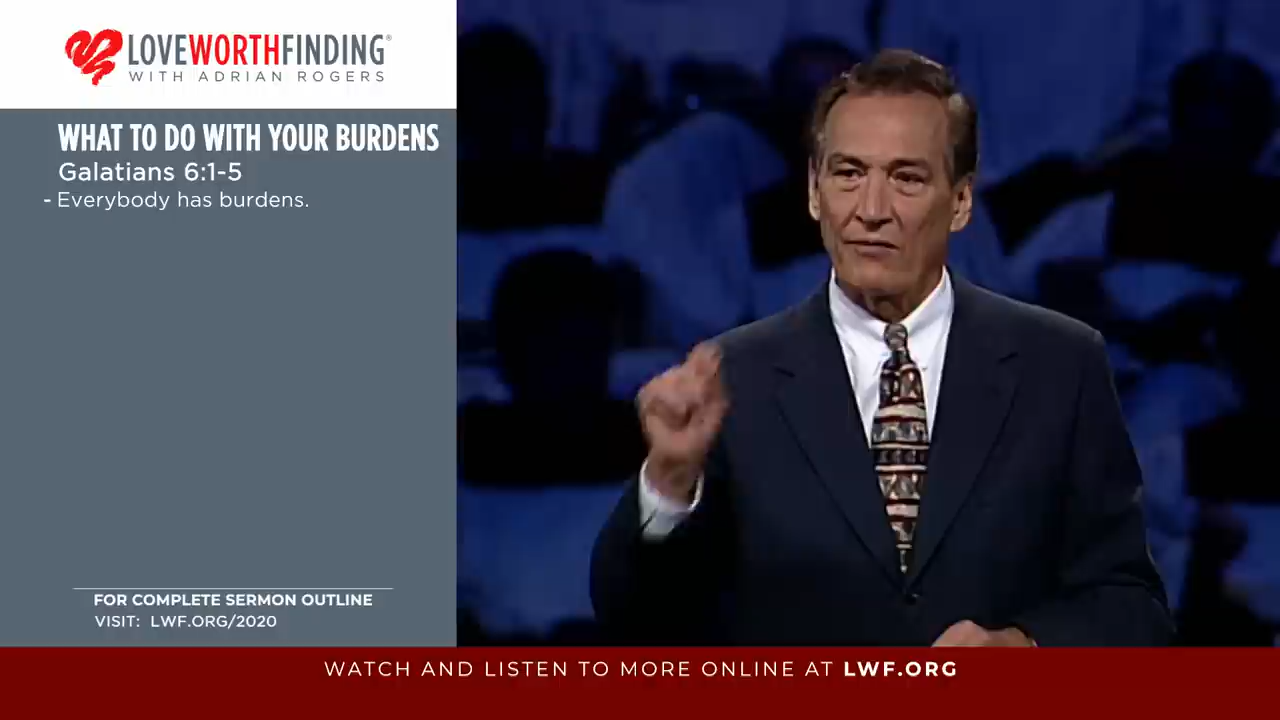 LOVEWORTHFINDING®
WITH ADRIAN ROGERS
WHAT TO DO WITH YOUR BURDENS
Galatians 6:1-5
- Everybody has burdens.
FOR COMPLETE SERMON OUTLINE
VISIT: LWF.ORG/2020
WATCH AND LISTEN TO MORE ONLINE AT LWF.ORG